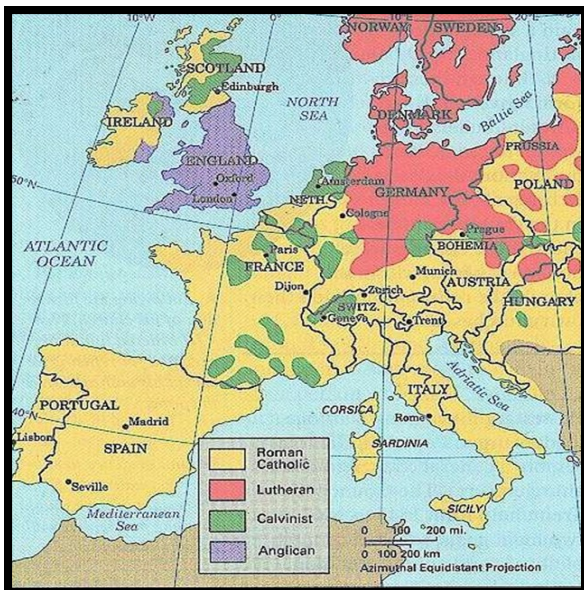 10°W
0°
10°E
20°E
NORWAY
SWEDEN
SCOTLAND
Edinburgh
NORTH
SEA
DENMARK
Baltic Sea
IRELAND
PRUSSIA
ENGLAND
Oxford
London
Amsterdam
NETH.
GERMANY
POLAND
50°N
Cologne
Prague
BOHEMIA
ATLANTIC
OCEAN
Paris
FRANCE
Munich
AUSTRIA
Dijon
Zurich
SWITZ.
HUNGARY
Geneva
Trent
Adriatic Sea
PORTUGAL
ITALY
CORSICA
Rome
40°N
Madrid
Lisbon
SPAIN
SARDINIA
Seville
SICILY
Mediterranean
Sea
Roman
Catholic
Lutheran
Calvinist
Anglican
0 100 200 mi.
0 100 200 km
Azimuthal Equidistant Projection